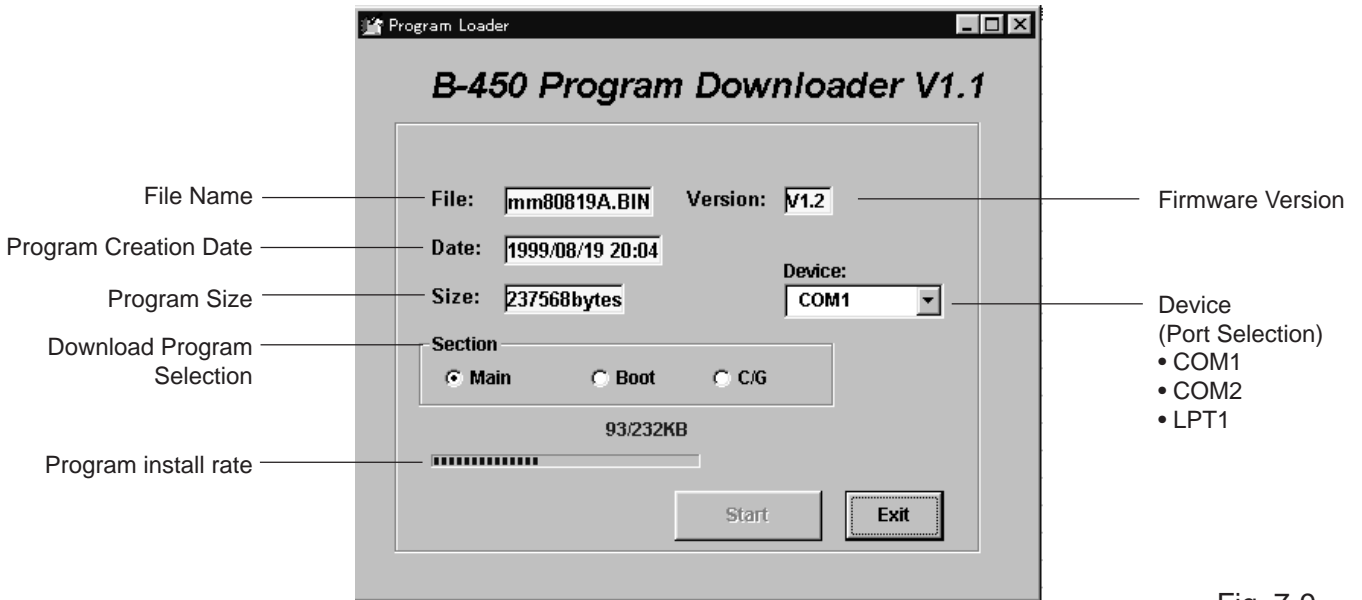 Program Loader
B-450 Program Downloader V1.1
File Name
File: mm80819A.BIN Version: V1.2
Firmware Version
Program Creation Date
Date: 1999/08/19 20:04
Device:
Program Size
Size: 237568bytes
COM1
Device
(Port Selection)
• COM1
• COM2
• LPT1
Download Program
Selection
Section
Main Boot C/G
93/232KB
Program install rate
Start Exit